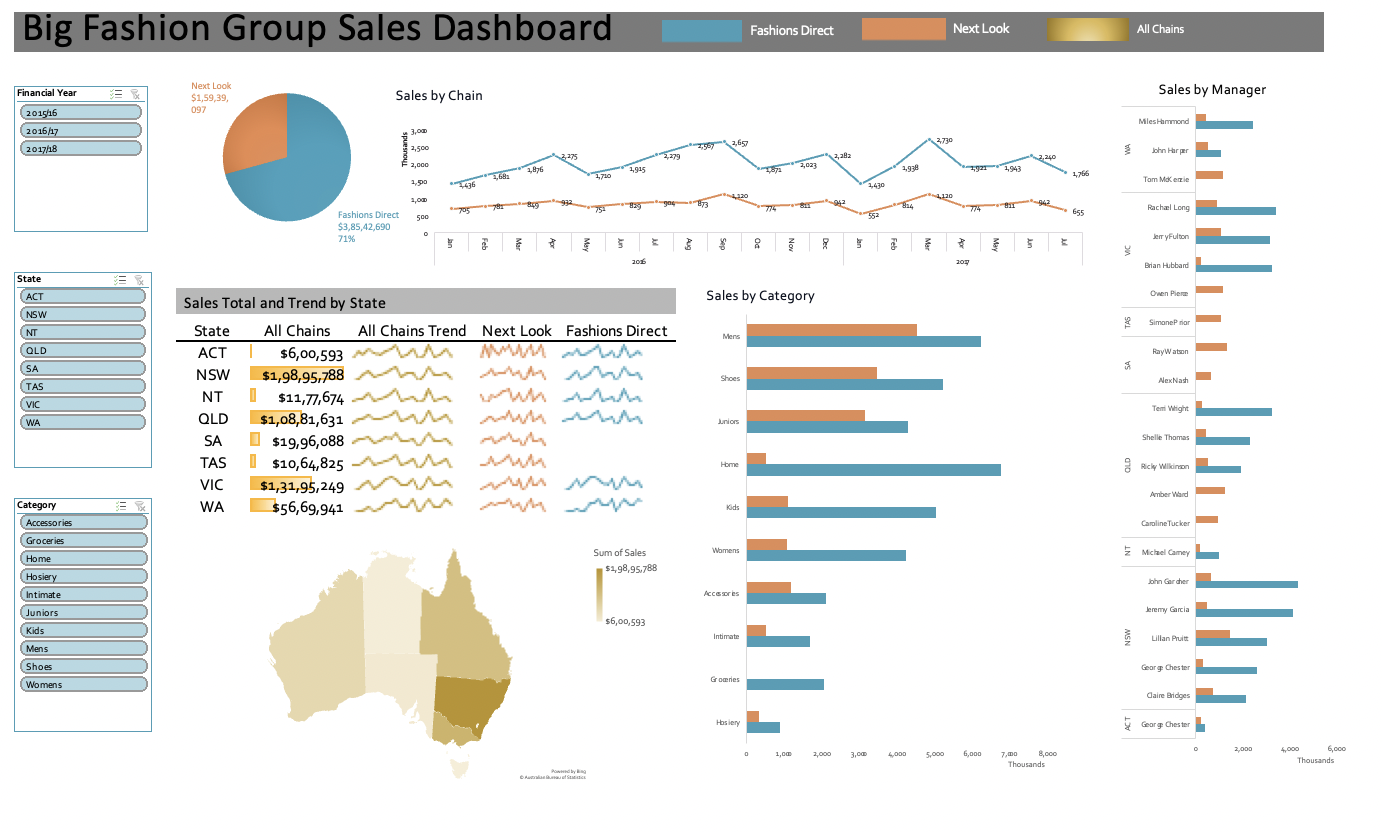 Big Fashion Group Sales Dashboard
Fashions Direct
Next Look
All Chains
Financial Year
2015/16
2016/17
2017/18
State
ACT
NSW
NT
QLD
SA
TAS
VIC
WA
Category
Accessories
Groceries
Home
Hosiery
Intimate
Juniors
Kids
Mens
Shoes
Womens
Next Look
$1,59,39,
097
Fashions Direct
$3,85,42,690
71%
Sales by Chain
Thousands
3,000
2,500
2,000
1,500
1,000
500
0
1,436 1,681 1,876 2,275 1,710 1,915 2,279 2,567 2,657 1,871 2,023 2,282 1,430 1,938 2,730 1,921 1,943 2,240 1,766
705 781 849 932 751 829 904 873 1,120 774 811 942 552 814 1,120 774 811 942 655
Jan Feb Mar Apr May Jun Jul Aug Sep Oct Nov Dec Jan Feb Mar Apr May Jun Jul
2016 2017
Sales Total and Trend by State
State All Chains All Chains Trend Next Look Fashions Direct
ACT $6,00,593
NSW $1,98,95,788
NT $11,77,674
QLD $1,08,81,631
SA $19,96,088
TAS $10,64,825
VIC $1,31,95,249
WA $56,69,941
Sum of Sales
$1,98,95,788
$6,00,593
Powered by Bing
© Australian Bureau of Statistics
Sales by Category
Mens
Shoes
Juniors
Home
Kids
Womens
Accessories
Intimate
Groceries
Hosiery
0 1,000 2,000 3,000 4,000 5,000 6,000 7,000 8,000
Thousands
Sales by Manager
WA
Miles Hammond
John Harper
Tom McKenzie
VIC
Rachael Long
Jerry Fulton
Brian Hubbard
Owen Pierce
TAS
Simone Prior
SA
Ray Watson
Alex Nash
QLD
Terri Wright
Shelle Thomas
Ricky Wilkinson
Amber Ward
Caroline Tucker
NT
Michael Carney
NSW
John Gardner
Jeremy Garcia
Lillan Pruitt
George Chester
Claire Bridges
ACT
George Chester
0 2,000 4,000 6,000
Thousands